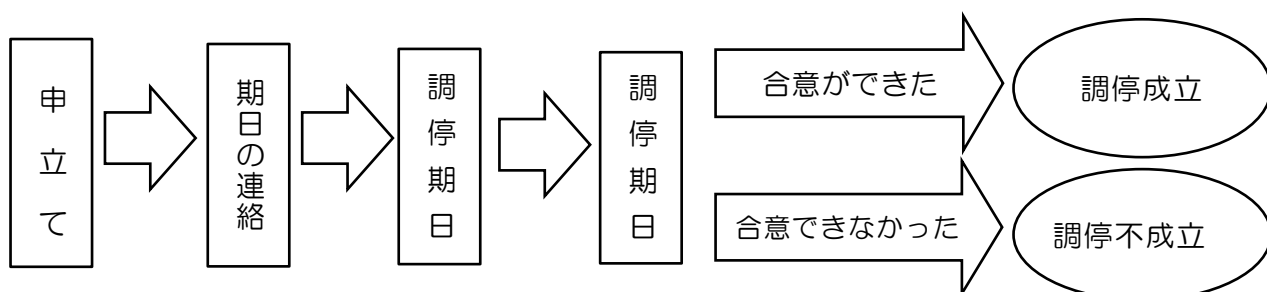 申立て
期日の連絡
調停期日
調停期日
合意ができた
調停成立
合意できなかった
調停不成立